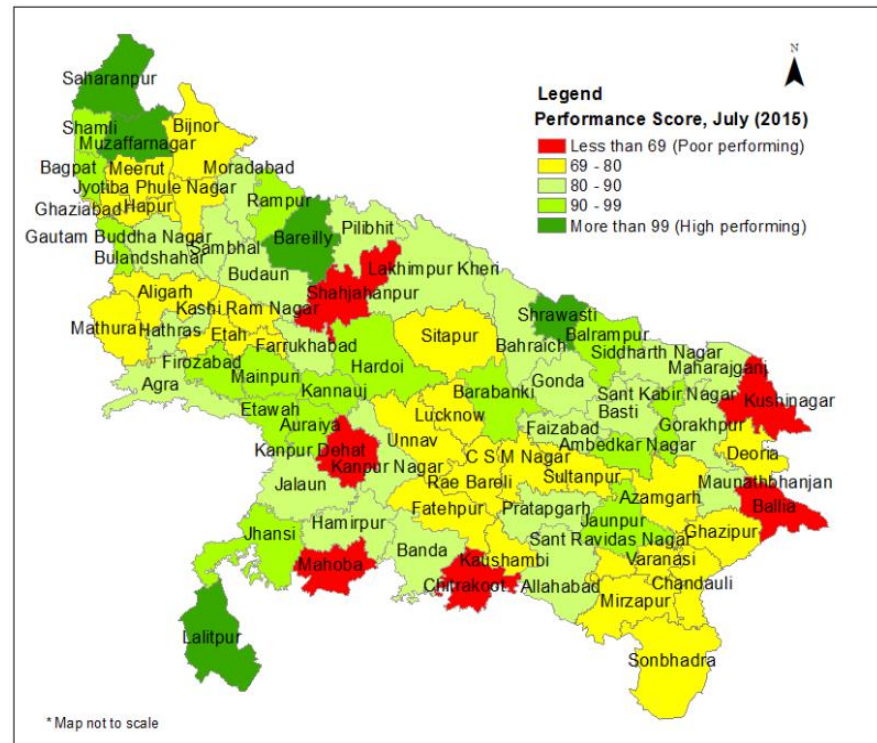 N
Legend
Performance Score, July (2015)
Less than 69 (Poor performing)
69 - 80
80 - 90
90 - 99
More than 99 (High performing)
Saharanpur
Shamli
Bijnor
Muzaffarnagar
Bagpat
Meerut
Moradabad
Jyotiba Phule Nagar
Rampur
Ghaziabad
Hapur
Pilibhit
Gautam Buddha Nagar
Bareilly
Sambhal
Bulandshahar
Lakhimpur Kheri
Budaun
Shahjahanpur
Aligarh
Kashi Ram Nagar
Shrawasti
Mathura
Hathras
Etah
Sitapur
Balrampur
Farrukhabad
Bahraich
Siddharth Nagar
Firozabad
Hardoi
Maharajganj
Agra
Mainpuri
Gonda
Kannauj
Barabanki
Sant Kabir Nagar
Kushinagar
Etawah
Lucknow
Basti
Auraiya
Faizabad
Gorakhpur
Unnav
Ambedkar Nagar
Kanpur Dehat
C S M Nagar
Deoria
Kanpur Nagar
Sultanpur
Jalaun
Rae Bareli
Azamgarh
Maunathbhanjan
Ballia
Fatehpur
Pratapgarh
Hamirpur
Jaunpur
Ghazipur
Jhansi
Sant Ravidas Nagar
Banda
Kaushambi
Varanasi
Mahoba
Chitrakoot
Allahabad
Chandauli
Mirzapur
Lalitpur
Sonbhadra
* Map not to scale